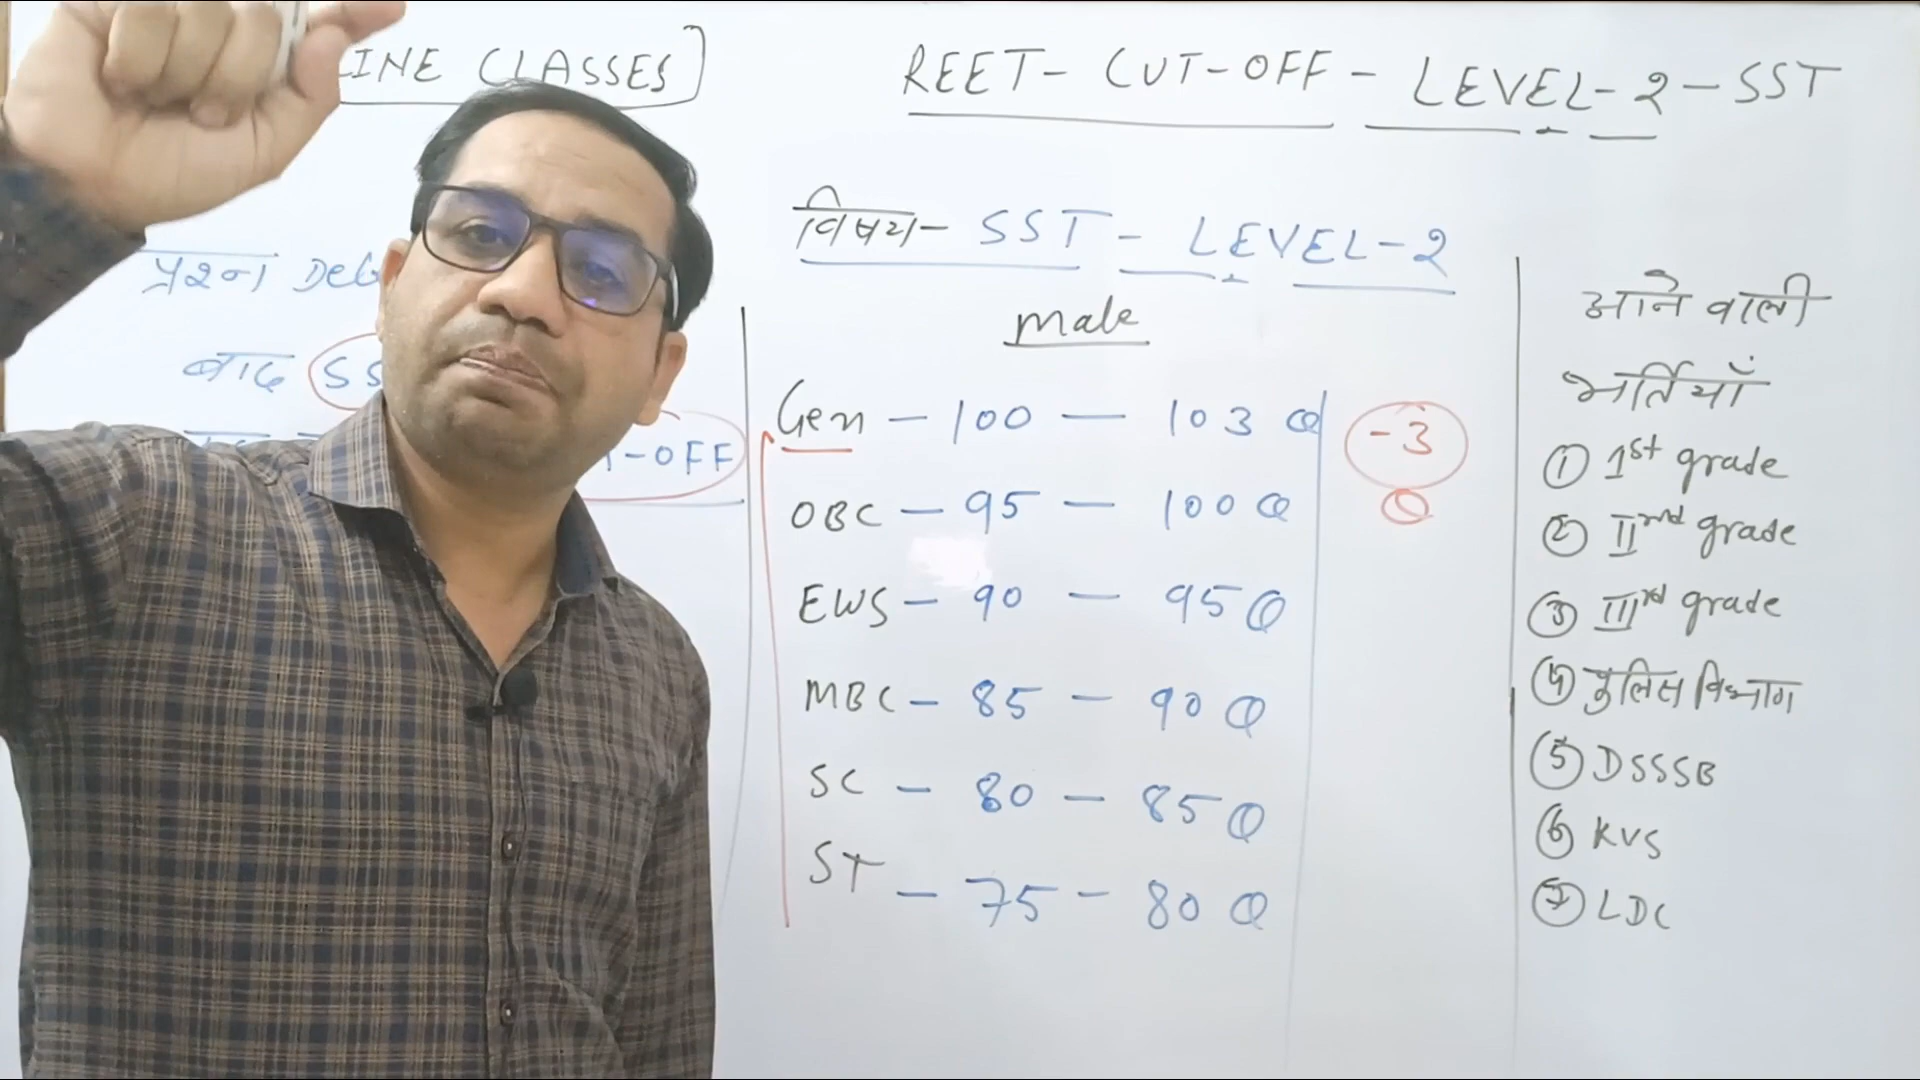 CLASSES]
REET - CUT-OFF - LEVEL-2 - SST
विषय - SST - LEVEL-2
male
प्रश्न
बाद
-OFF
Gen - 100 - 103 Q
-3
Q
OBC - 95 - 100 Q
EWS - 90 - 95 Q
MBC - 85 - 90 Q
SC - 80 - 85 Q
ST - 75 - 80 Q
आने वाली
भर्तियाँ
① 1st grade
② IInd grade
③ IIIrd grade
④ पुलिस विभाग
⑤ DSSSB
⑥ KVS
⑦ LDC